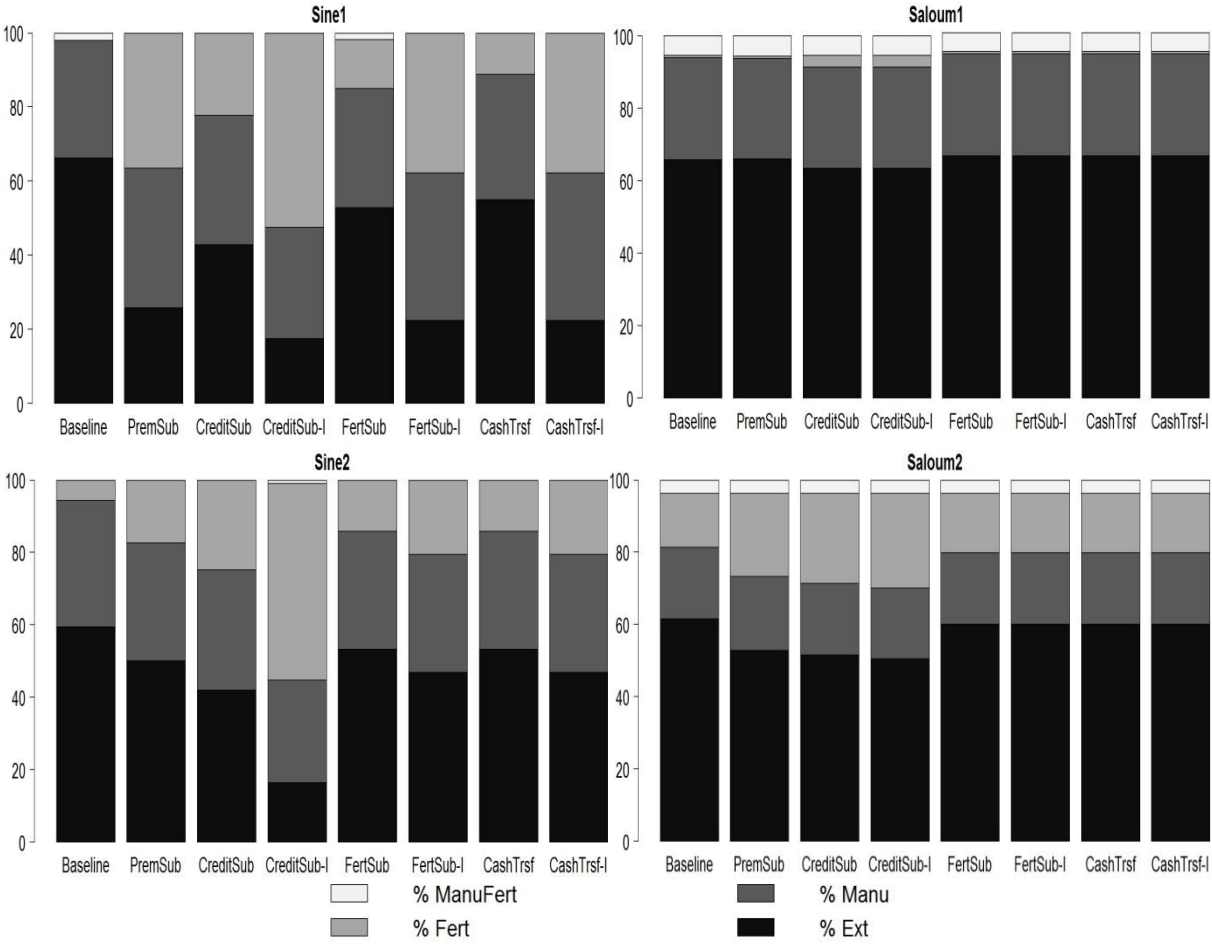 Sine1
100
80
60
40
20
0
Baseline PremSub CreditSub CreditSub-I FertSub FertSub-I CashTrsf CashTrsf-I
Saloum1
100
80
60
40
20
0
Baseline PremSub CreditSub CreditSub-I FertSub FertSub-I CashTrsf CashTrsf-I
Sine2
100
80
60
40
20
0
Baseline PremSub CreditSub CreditSub-I FertSub FertSub-I CashTrsf CashTrsf-I
Saloum2
100
80
60
40
20
0
Baseline PremSub CreditSub CreditSub-I FertSub FertSub-I CashTrsf CashTrsf-I
% ManuFert
% Manu
% Fert
% Ext